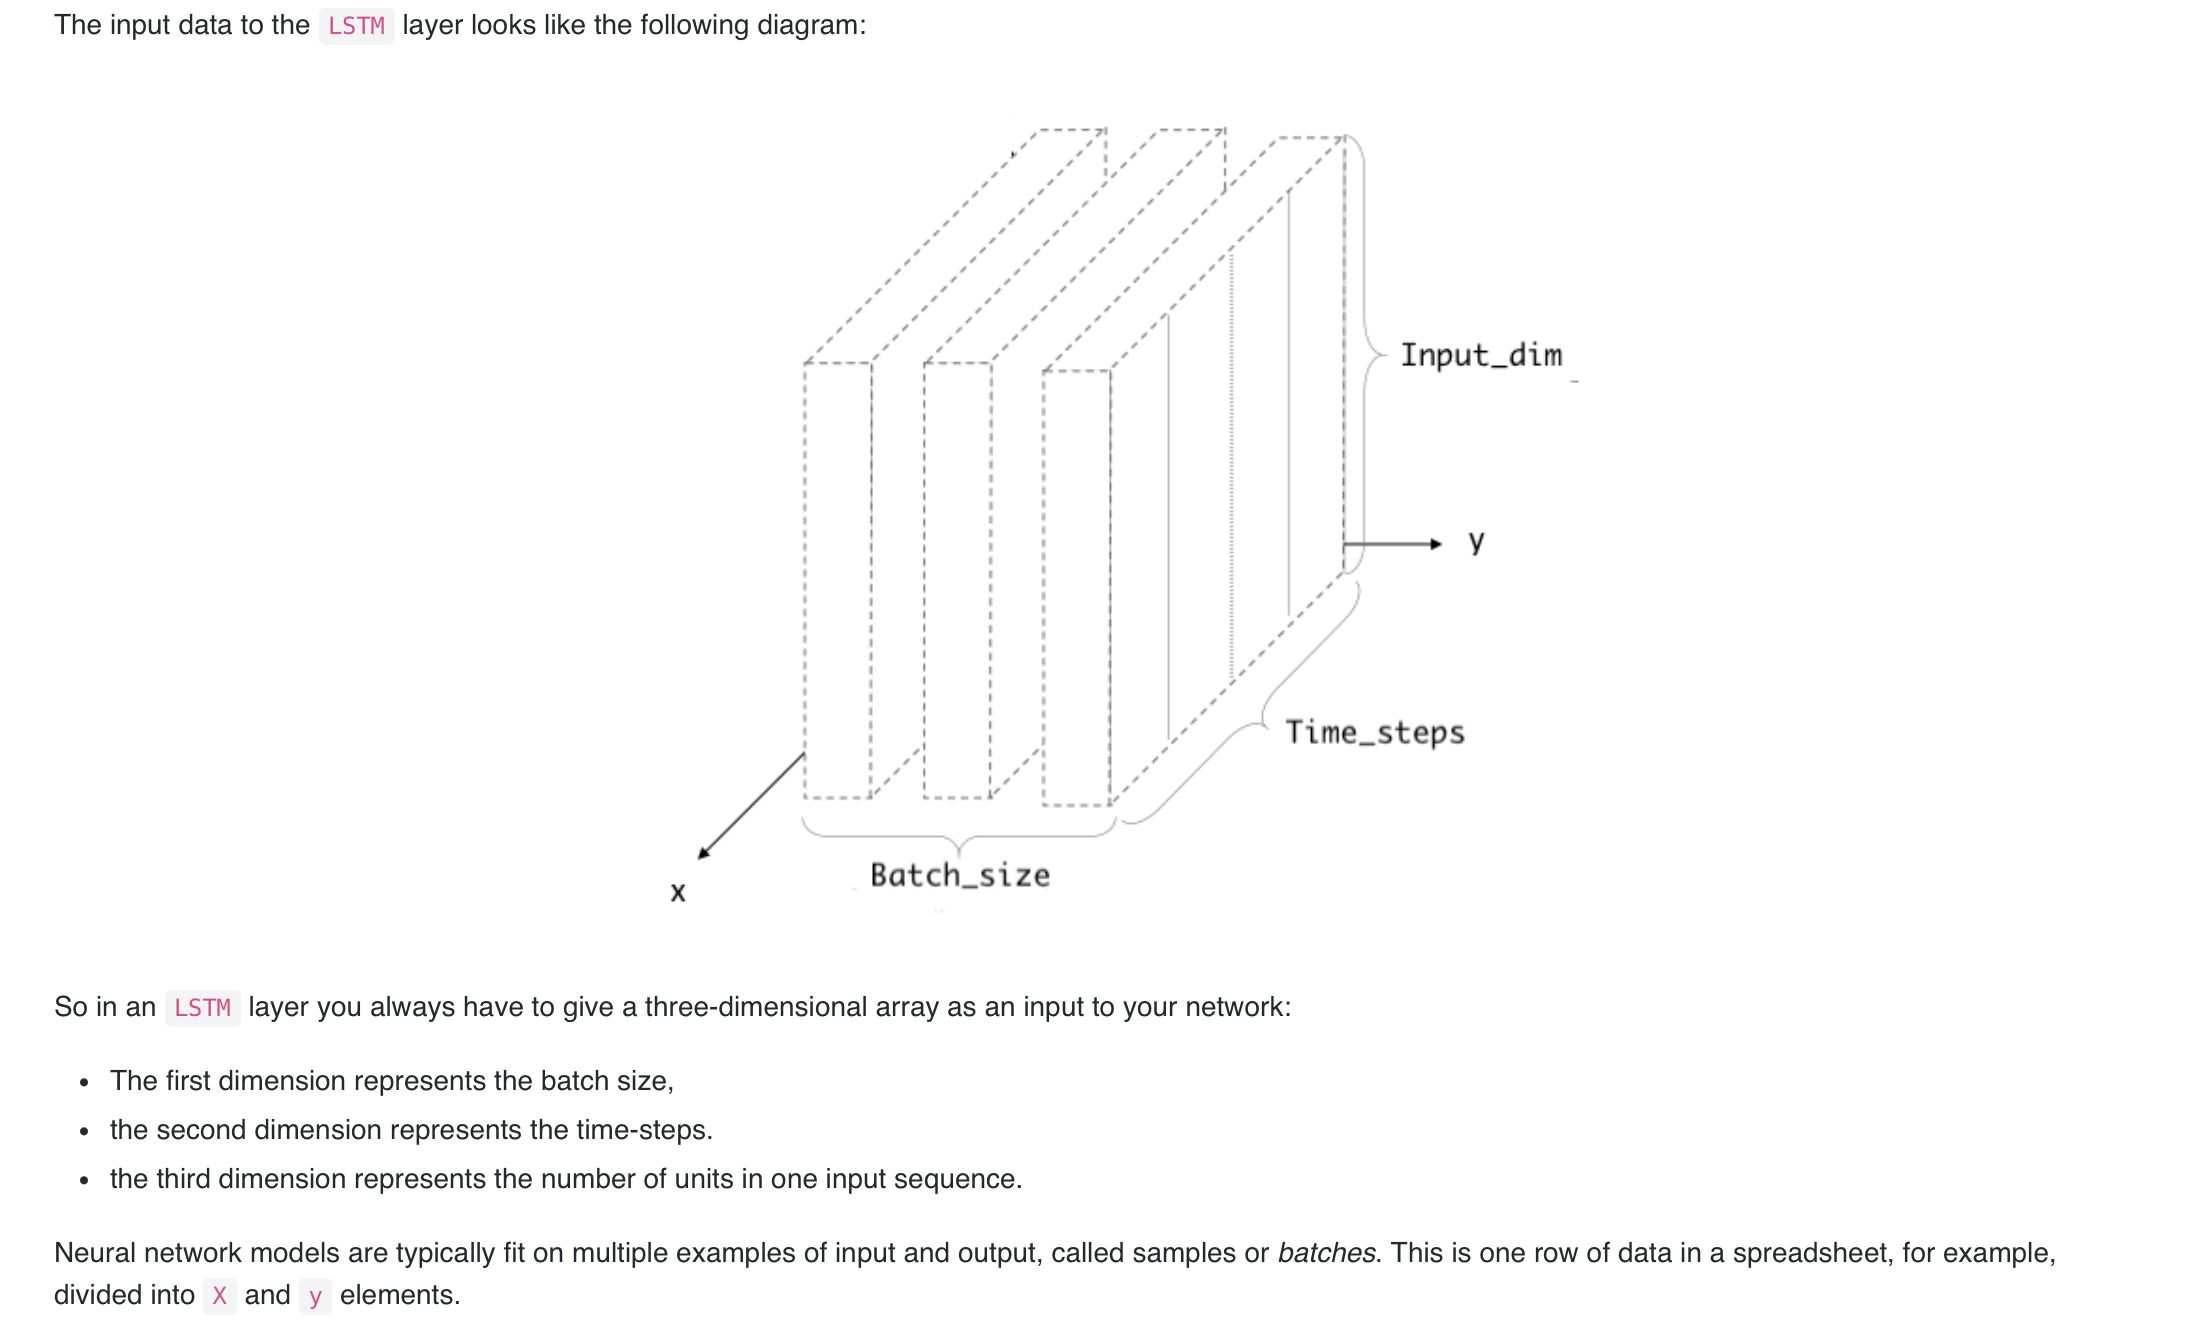 The input data to the LSTM layer looks like the following diagram:
Input_dim
y
Time_steps
Batch_size
x
So in an LSTM layer you always have to give a three-dimensional array as an input to your network:
• The first dimension represents the batch size,
• the second dimension represents the time-steps.
• the third dimension represents the number of units in one input sequence.
Neural network models are typically fit on multiple examples of input and output, called samples or batches. This is one row of data in a spreadsheet, for example,
divided into X and y elements.